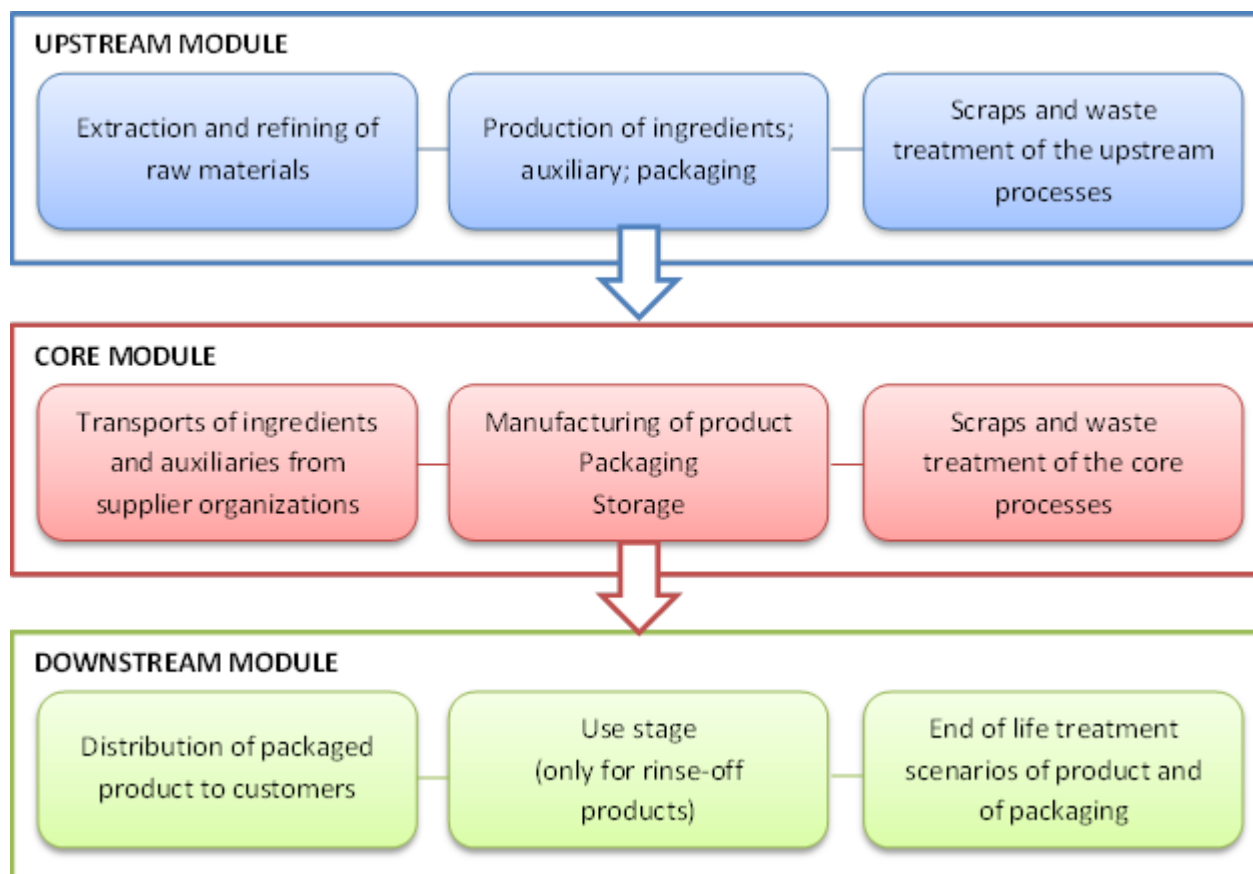 UPSTREAM MODULE
Extraction and refining of
raw materials
Production of ingredients;
auxiliary; packaging
Scraps and waste
treatment of the upstream
processes
CORE MODULE
Transports of ingredients
and auxiliaries from
supplier organizations
Manufacturing of product
Packaging
Storage
Scraps and waste
treatment of the core
processes
DOWNSTREAM MODULE
Distribution of packaged
product to customers
Use stage
(only for rinse-off
products)
End of life treatment
scenarios of product and
of packaging